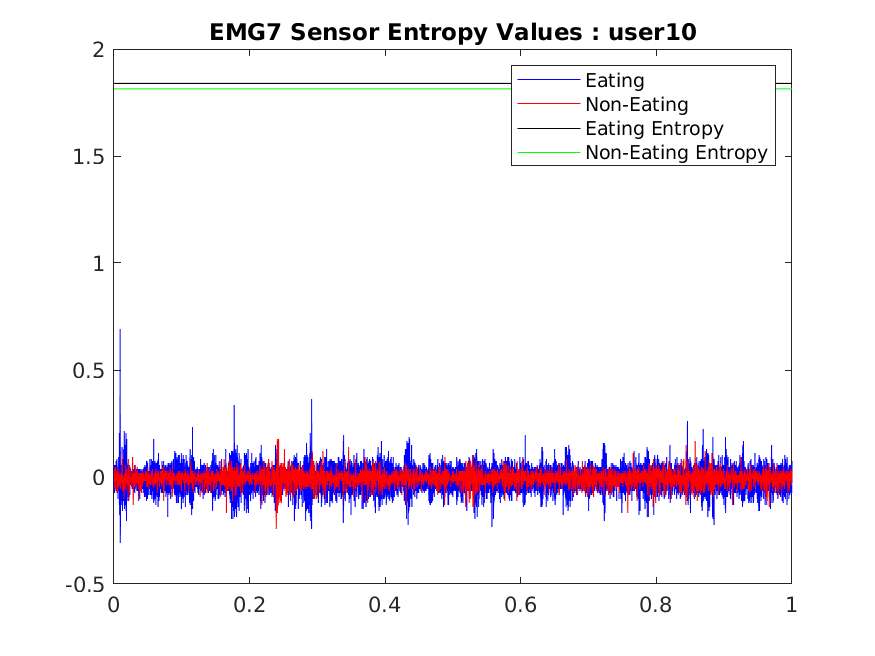 EMG7 Sensor Entropy Values : user10
2
Eating
Non-Eating
Eating Entropy
Non-Eating Entropy
1.5
1
0.5
0
-0.5
0 0.2 0.4 0.6 0.8 1